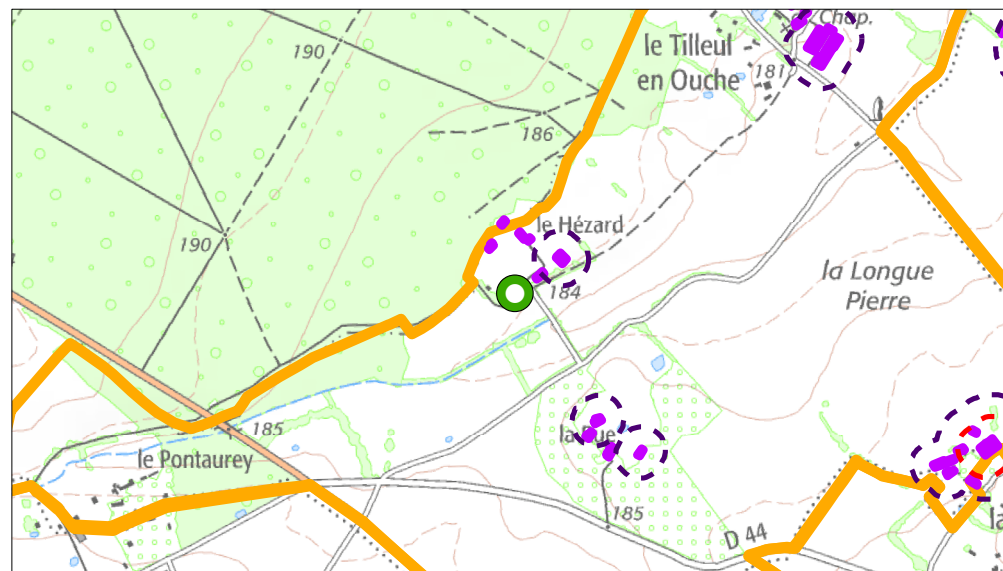 Chap.
190
le Tilleul
en Ouche
181
186
le Hézard
190
184
la Longue
Pierre
185
la Rue
le Pontaurey
185
D 44